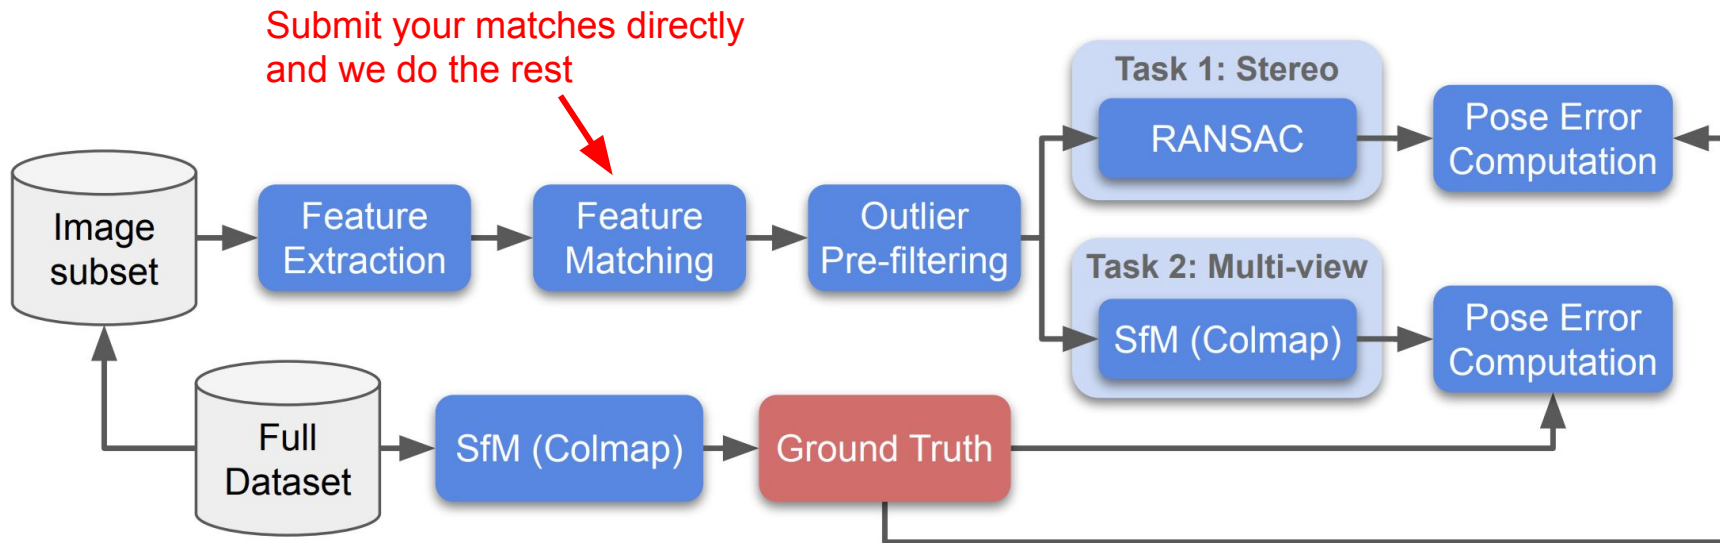 Submit your matches directly
and we do the rest
Image
subset
Feature
Extraction
Feature
Matching
Outlier
Pre-filtering
Task 1: Stereo
RANSAC
Pose Error
Computation
Task 2: Multi-view
SfM (Colmap)
Pose Error
Computation
Full
Dataset
SfM (Colmap)
Ground Truth